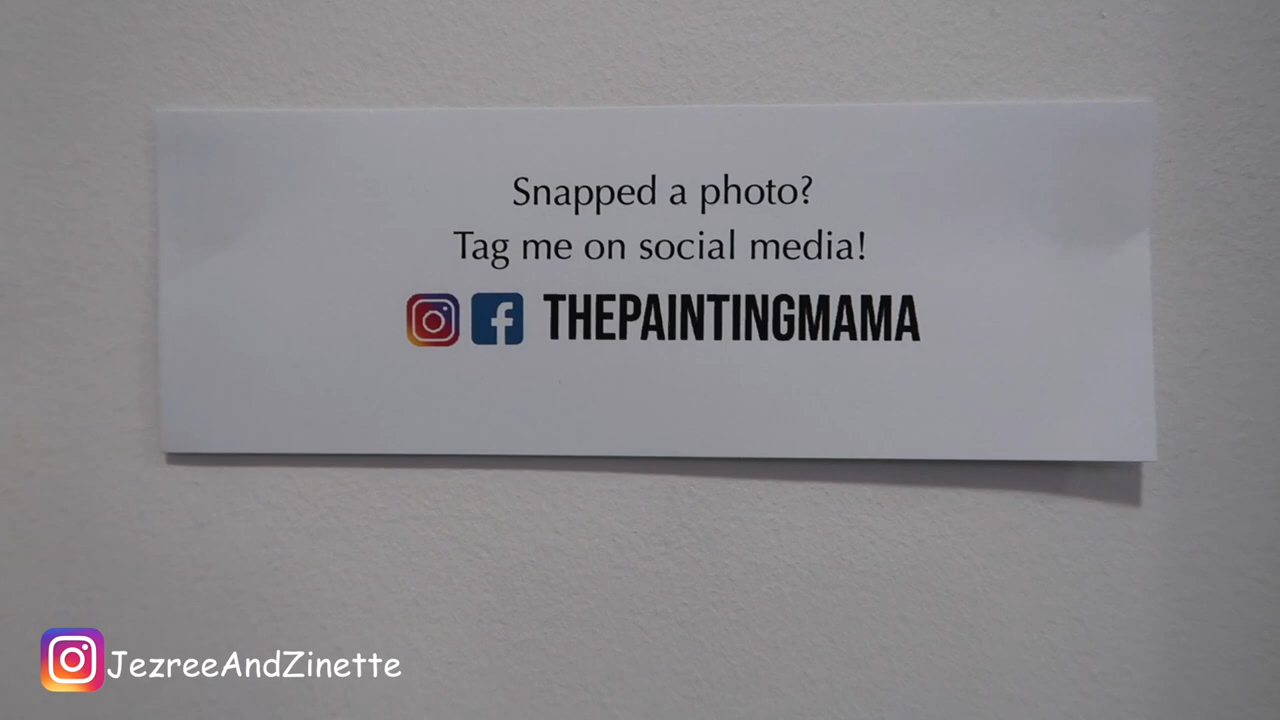 Snapped a photo?
Tag me on social media!
THEPAINTINGMAMA
JezreeAndZinette